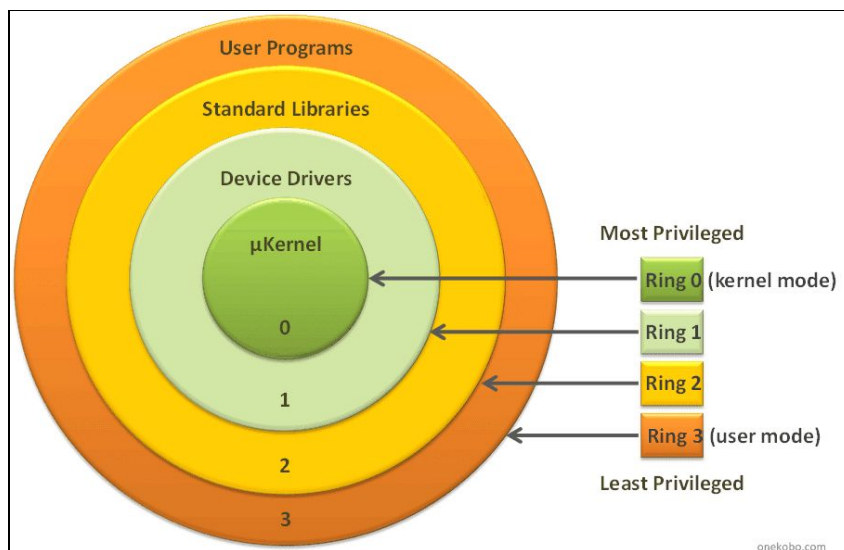 User Programs
Standard Libraries
Device Drivers
µKernel
0
1
2
3
Most Privileged
Ring 0 (kernel mode)
Ring 1
Ring 2
Ring 3 (user mode)
Least Privileged
onekobo.com